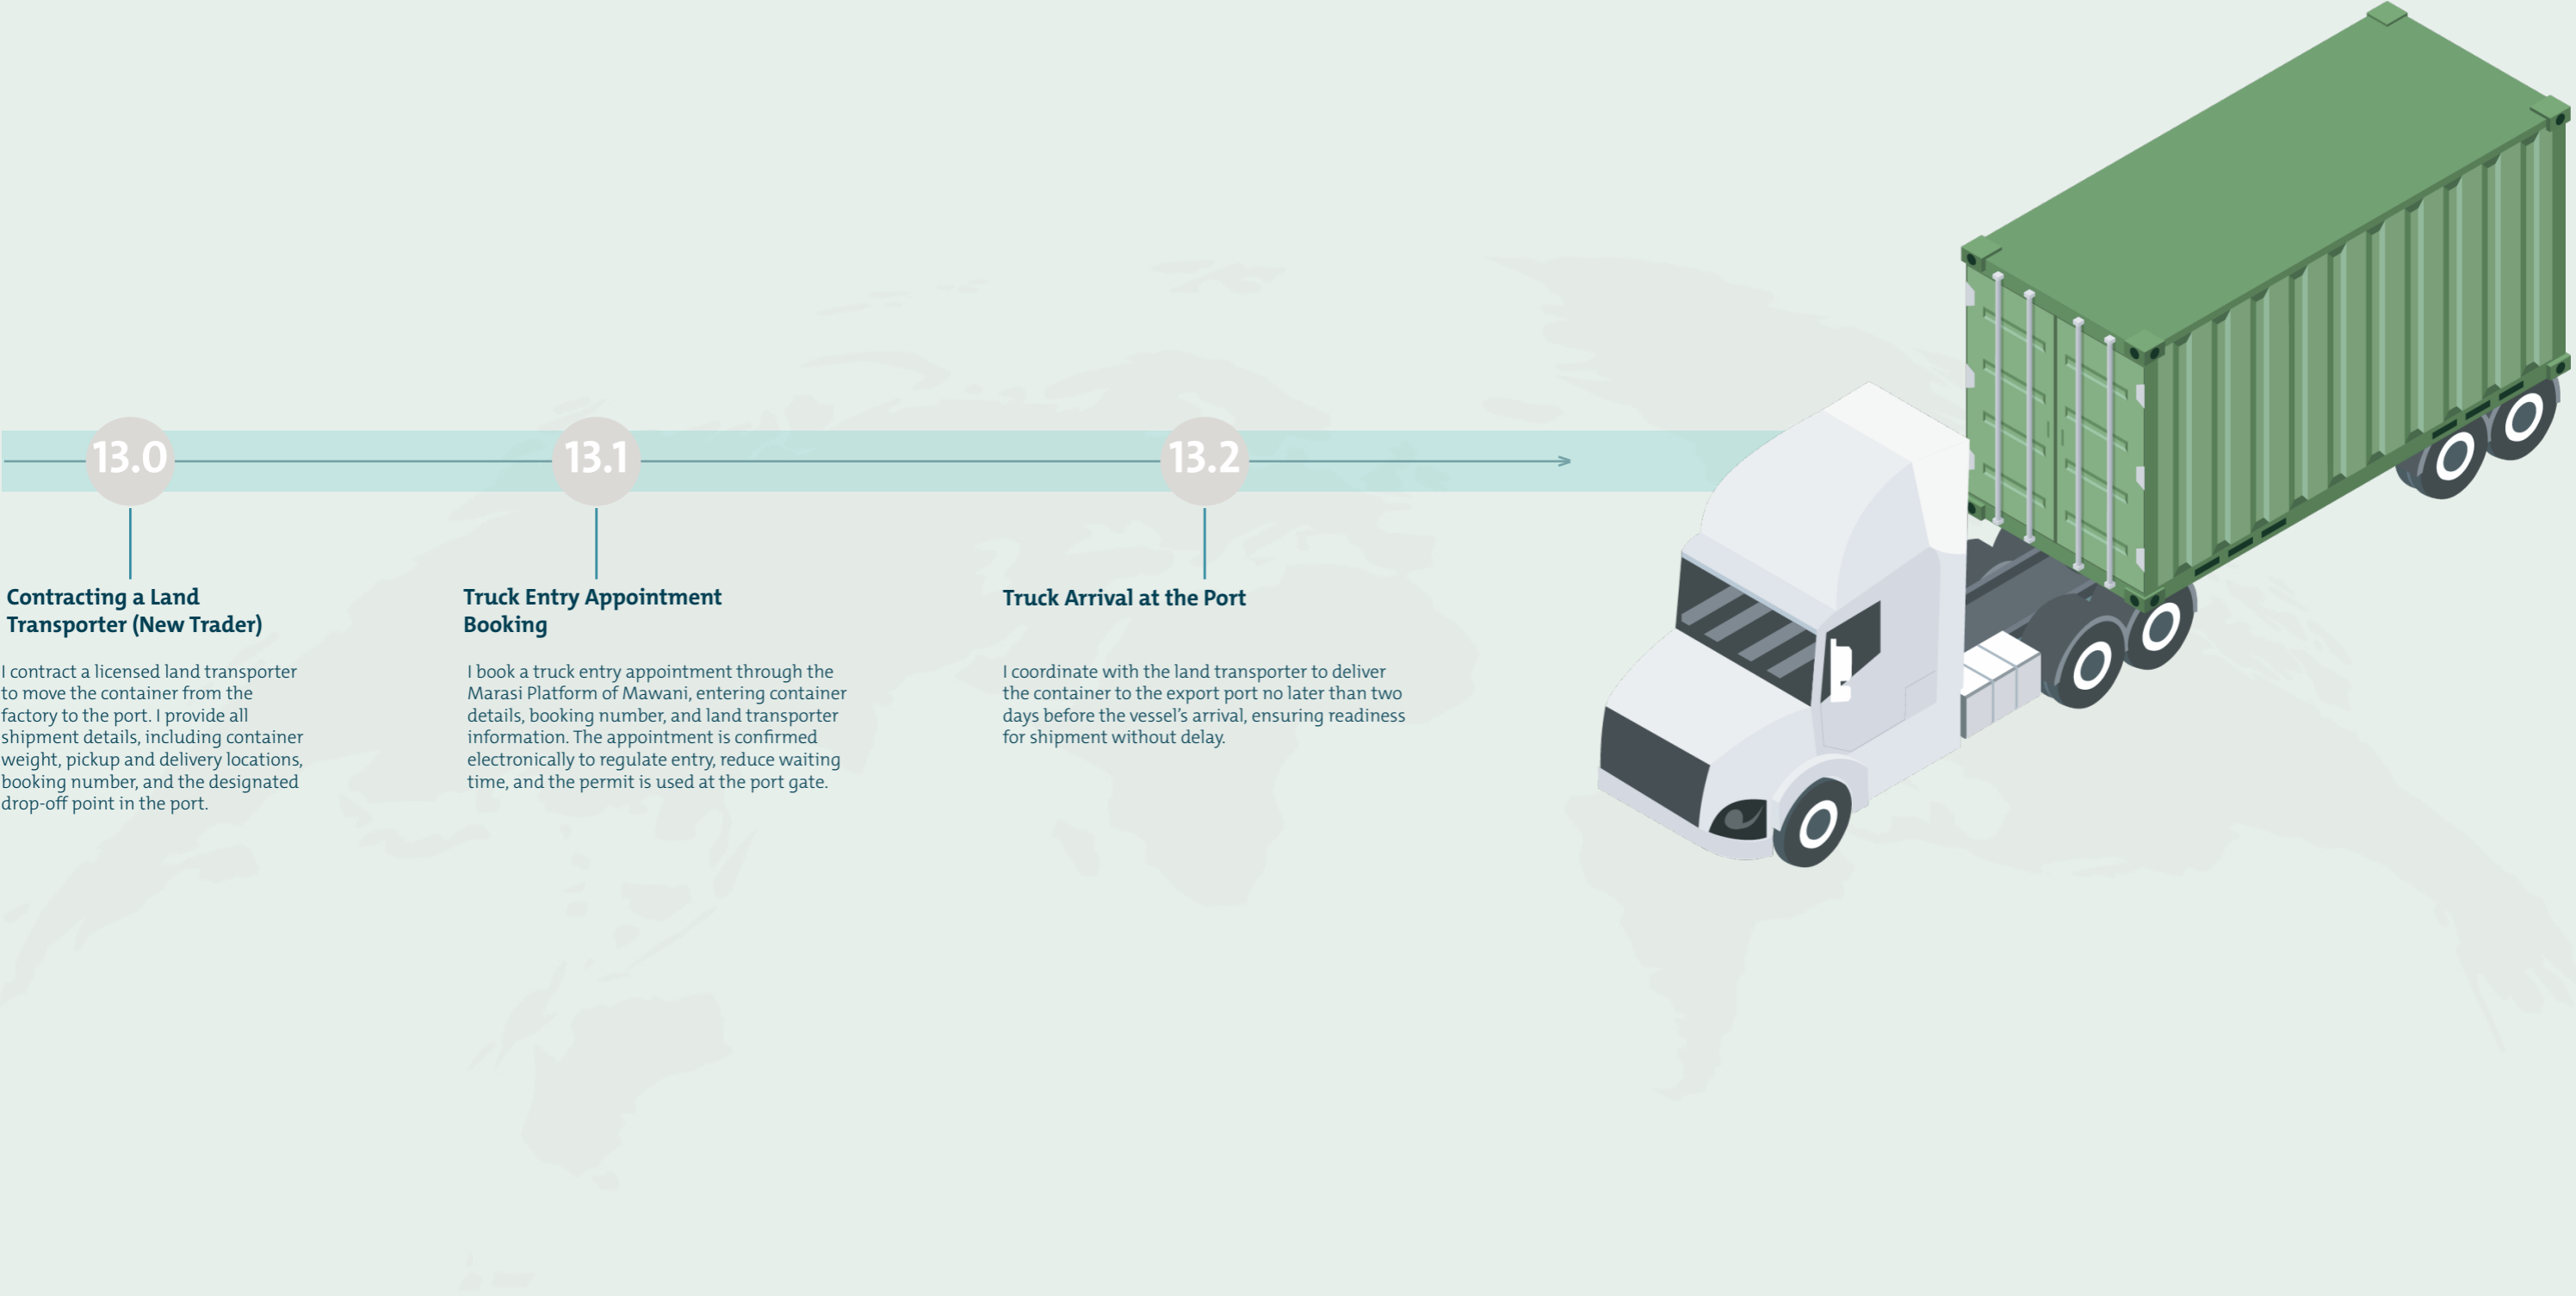 13.0
Contracting a Land
Transporter (New Trader)
I contract a licensed land transporter
to move the container from the
factory to the port. I provide all
shipment details, including container
weight, pickup and delivery locations,
booking number, and the designated
drop-off point in the port.
13.1
Truck Entry Appointment
Booking
I book a truck entry appointment through the
Marasi Platform of Mawani, entering container
details, booking number, and land transporter
information. The appointment is confirmed
electronically to regulate entry, reduce waiting
time, and the permit is used at the port gate.
13.2
Truck Arrival at the Port
I coordinate with the land transporter to deliver
the container to the export port no later than two
days before the vessel’s arrival, ensuring readiness
for shipment without delay.